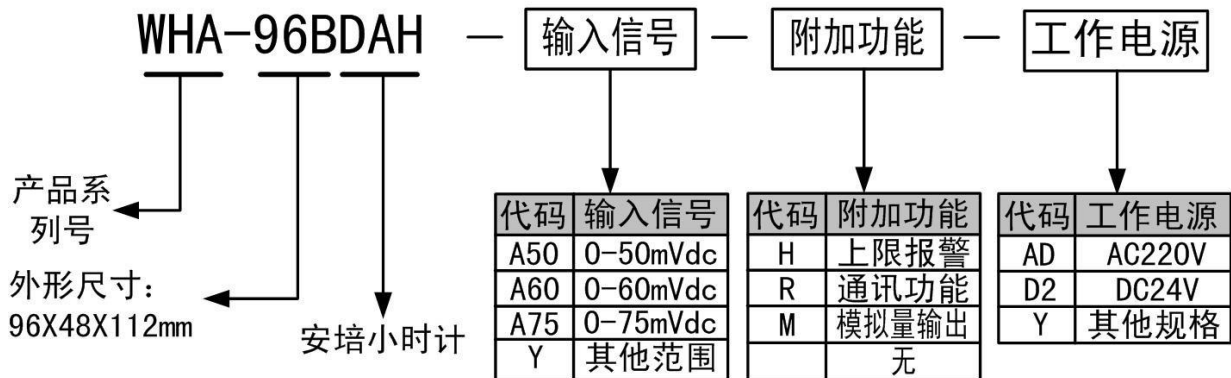 WHA-96BDAH — 输入信号 — 附加功能 — 工作电源
产品系
列号
外形尺寸：
96X48X112mm
安培小时计
代码 输入信号
A50 0-50mVdc
A60 0-60mVdc
A75 0-75mVdc
Y 其他范围
代码 附加功能
H 上限报警
R 通讯功能
M 模拟量输出
无
代码 工作电源
AD AC220V
D2 DC24V
Y 其他规格